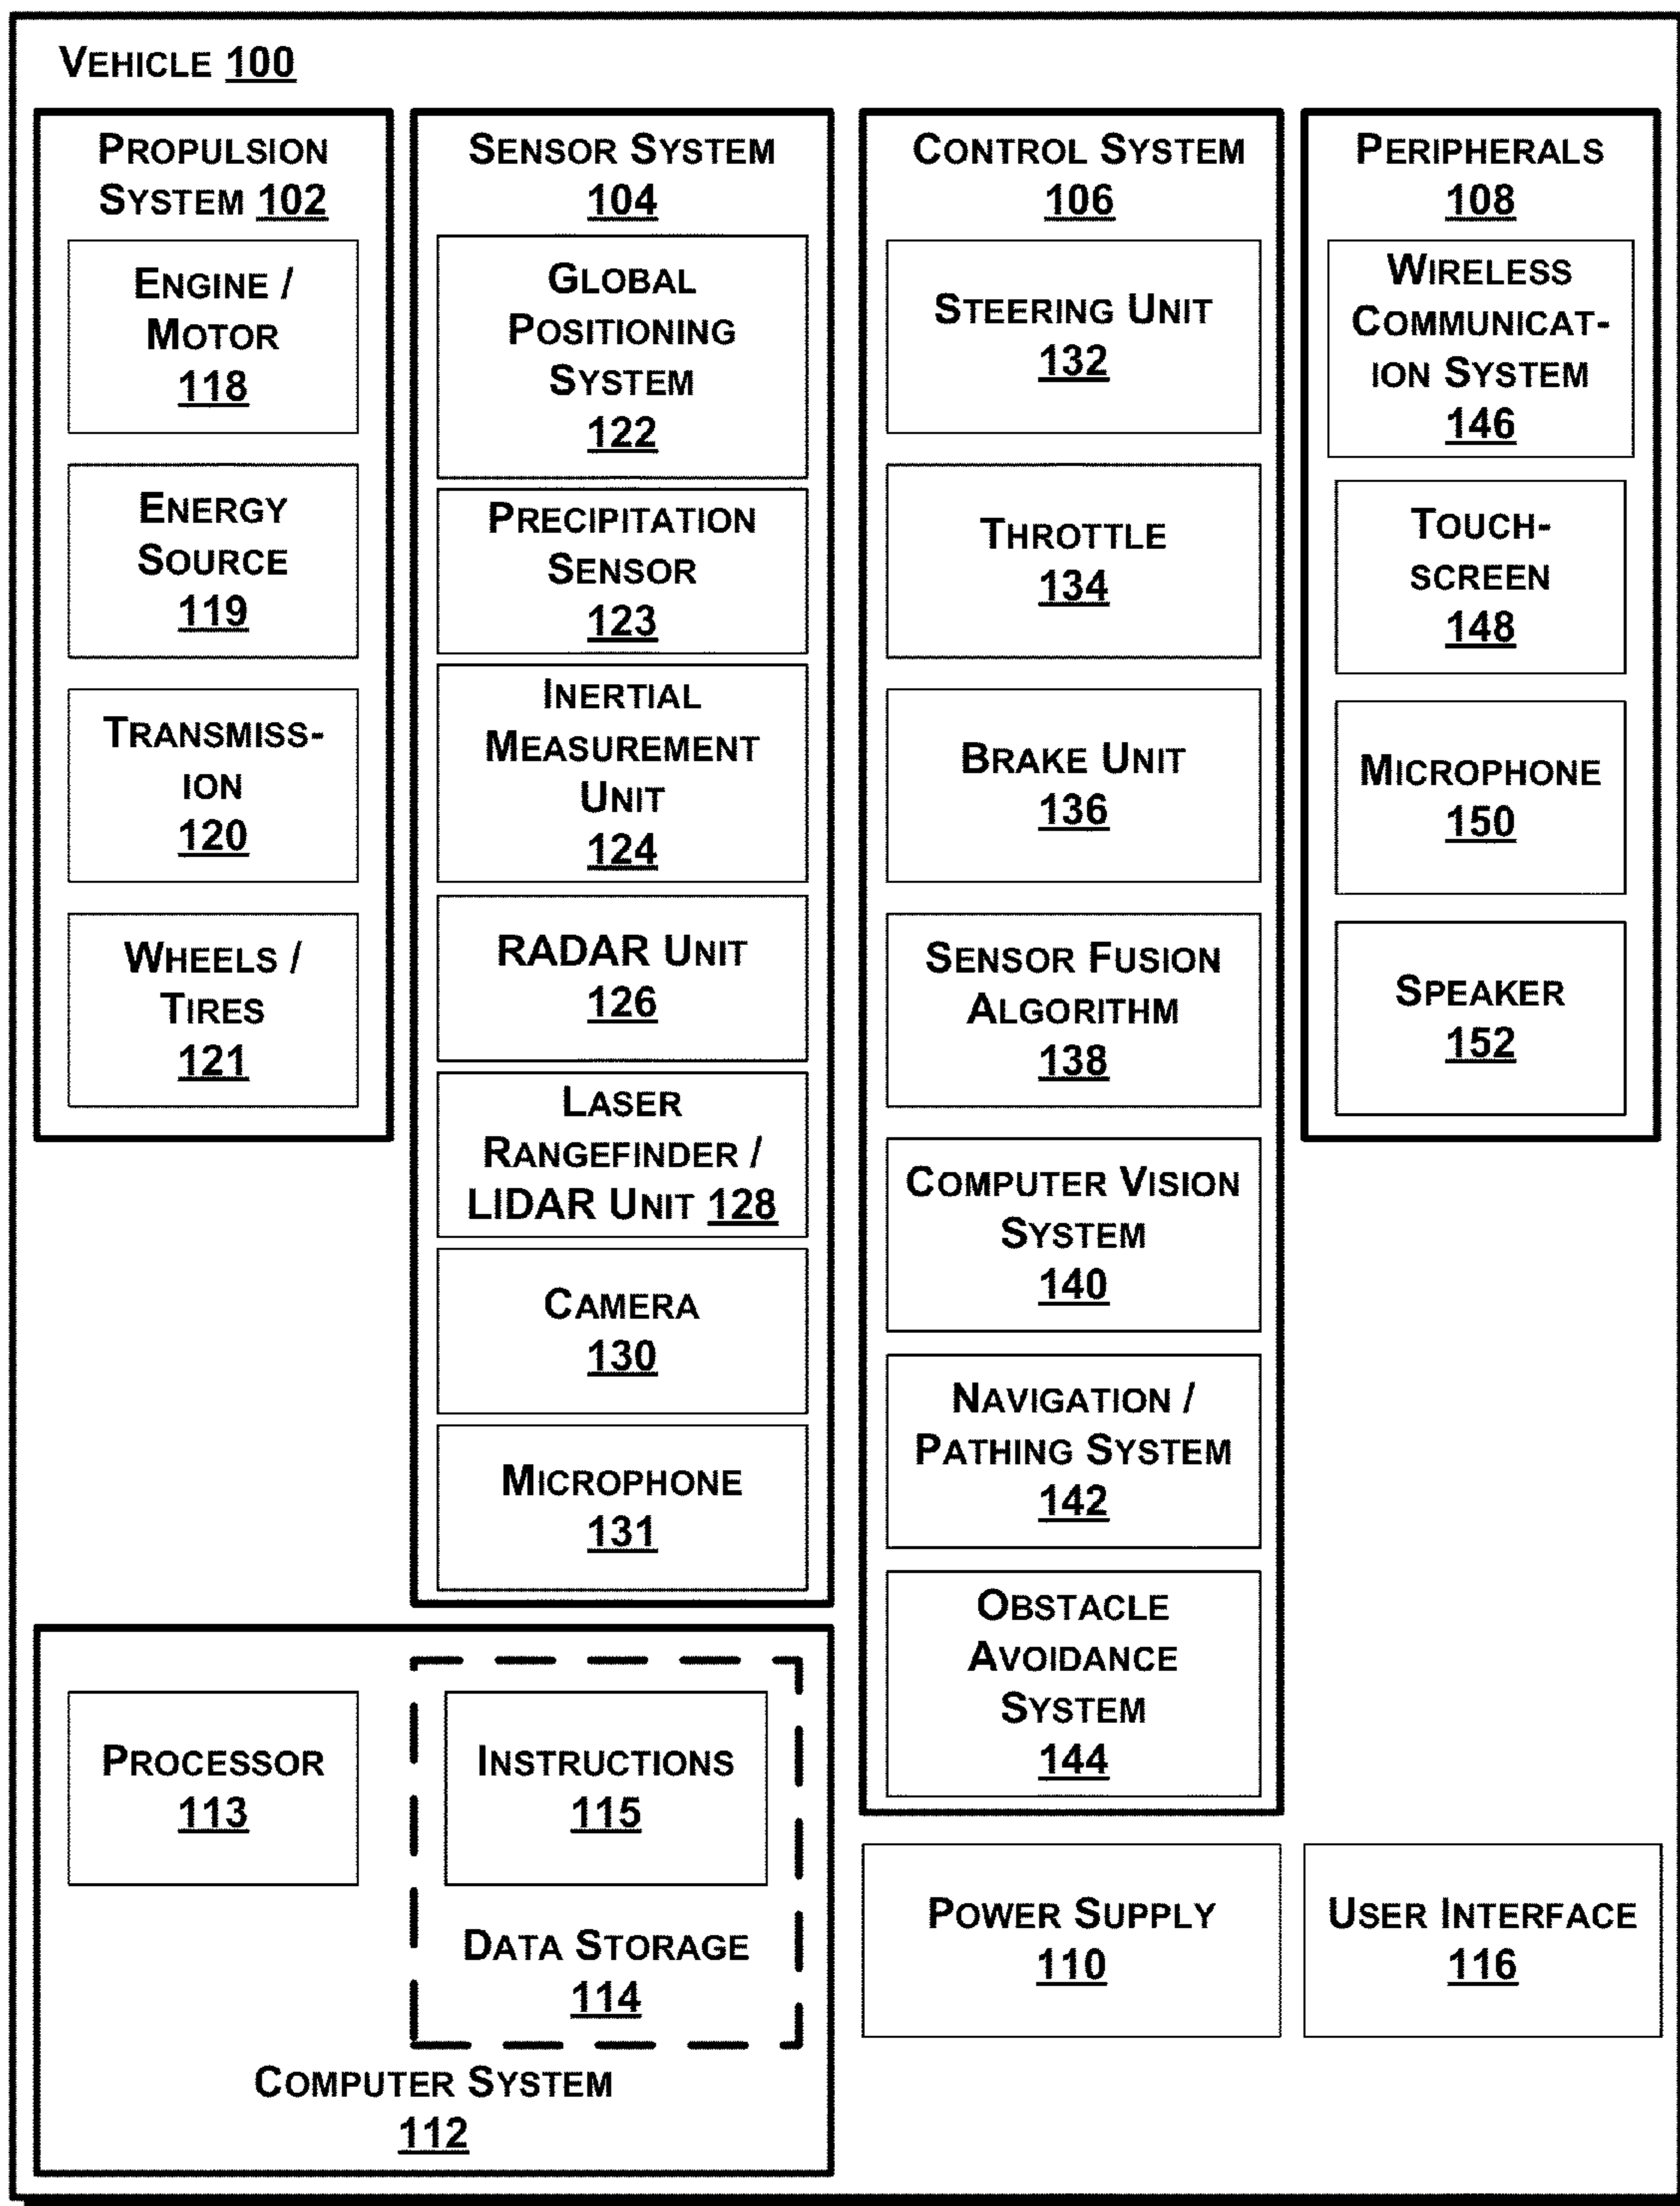 VEHICLE 100
PROPULSION
SYSTEM 102
ENGINE /
MOTOR
118
ENERGY
SOURCE
119
TRANSMISS-
ION
120
WHEELS /
TIRES
121
SENSOR SYSTEM
104
GLOBAL
POSITIONING
SYSTEM
122
PRECIPITATION
SENSOR
123
INERTIAL
MEASUREMENT
UNIT
124
RADAR UNIT
126
LASER
RANGEFINDER /
LIDAR UNIT 128
CAMERA
130
MICROPHONE
131
CONTROL SYSTEM
106
STEERING UNIT
132
THROTTLE
134
BRAKE UNIT
136
SENSOR FUSION
ALGORITHM
138
COMPUTER VISION
SYSTEM
140
NAVIGATION /
PATHING SYSTEM
142
OBSTACLE
AVOIDANCE
SYSTEM
144
PERIPHERALS
108
WIRELESS
COMMUNICAT-
ION SYSTEM
146
TOUCH-
SCREEN
148
MICROPHONE
150
SPEAKER
152
PROCESSOR
113
INSTRUCTIONS
115
DATA STORAGE
114
COMPUTER SYSTEM
112
POWER SUPPLY
110
USER INTERFACE
116